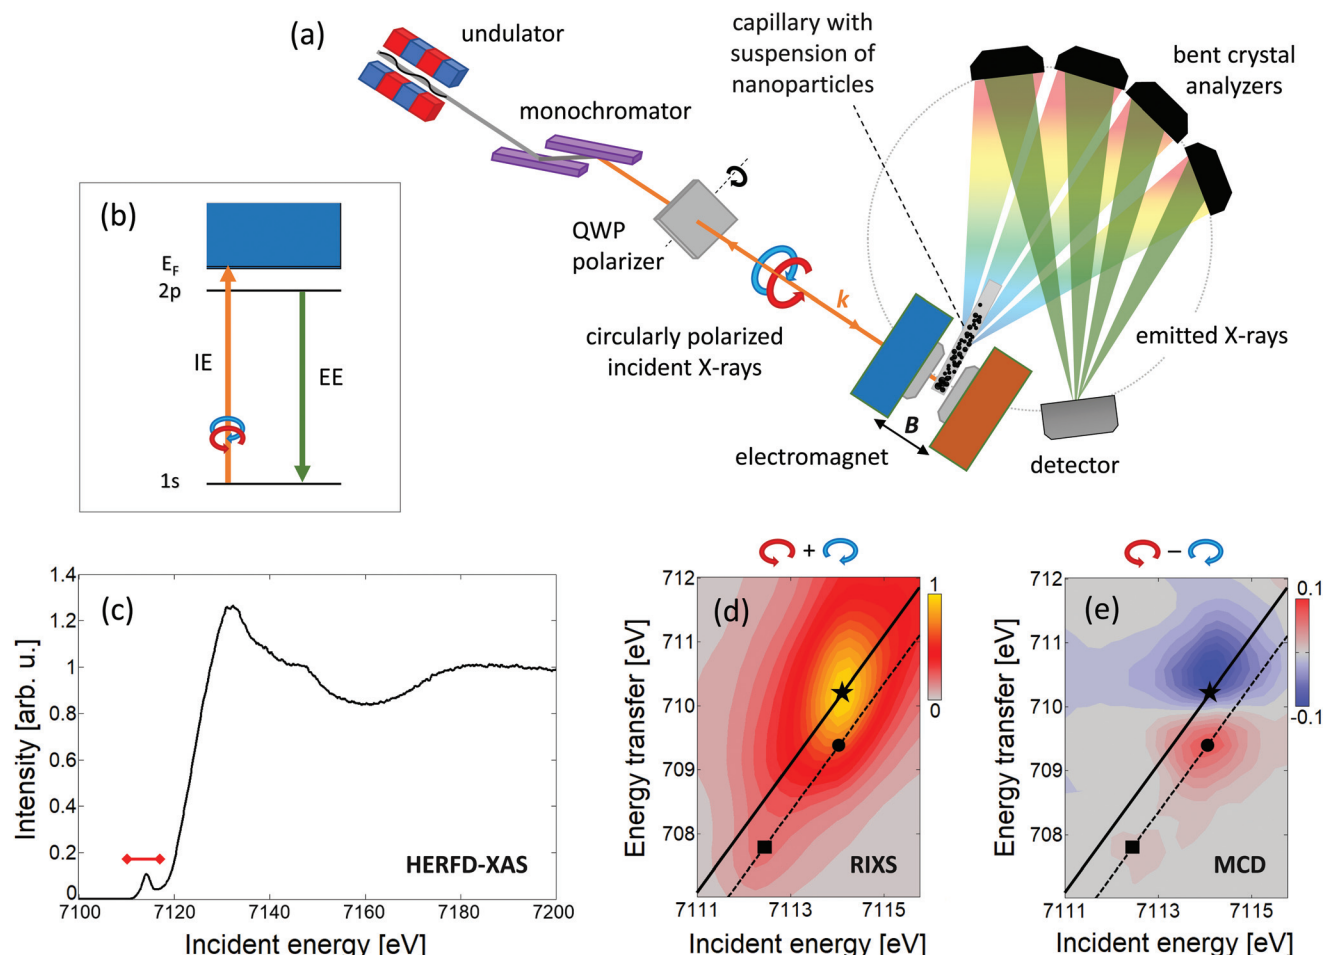 (a)
undulator
monochromator
QWP
polarizer
circularly polarized
incident X-rays
k
capillary with
suspension of
nanoparticles
bent crystal
analyzers
emitted X-rays
B
electromagnet
detector
(b)
E_F
2p
IE
EE
1s
(c)
Intensity [arb. u.]
1.4
1.2
1
0.8
0.6
0.4
0.2
0
7100
7120
7140
7160
7180
7200
HERFD-XAS
Incident energy [eV]
+
(d)
Energy transfer [eV]
712
711
710
709
708
7111
7113
7115
1
0
RIXS
Incident energy [eV]
−
(e)
Energy transfer [eV]
712
711
710
709
708
7111
7113
7115
0.1
-0.1
MCD
Incident energy [eV]